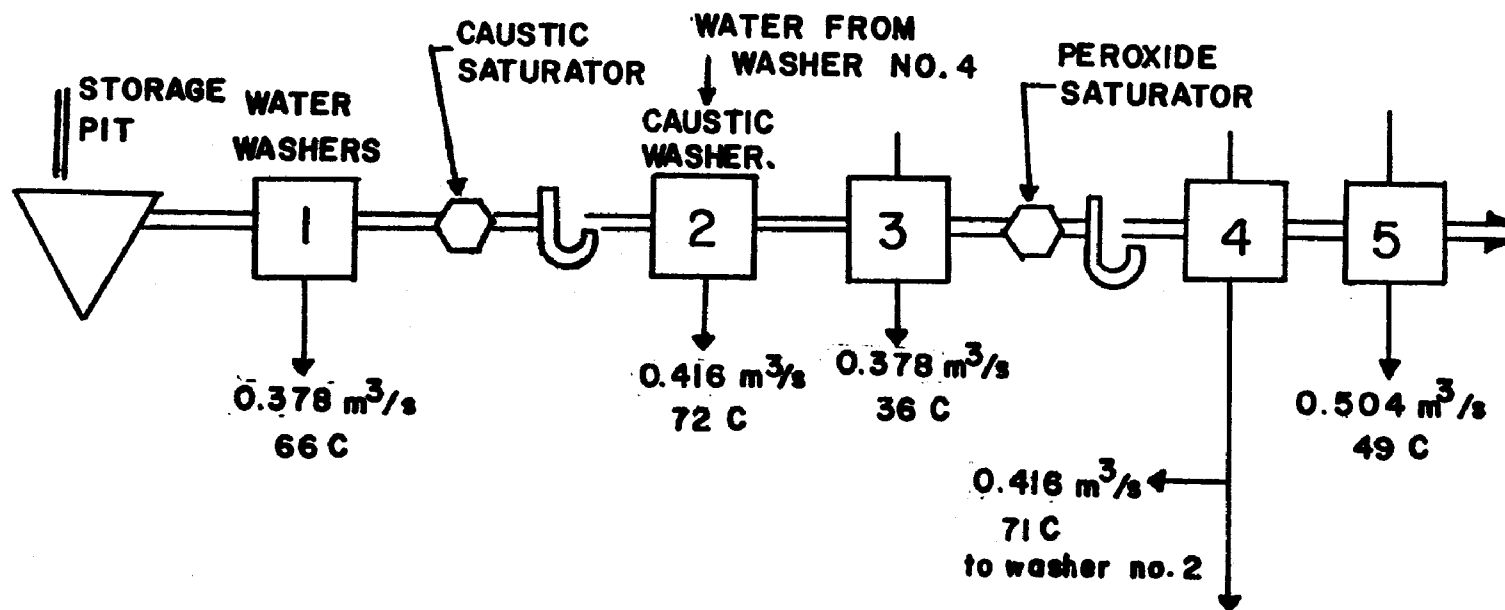 STORAGE
PIT
WATER
WASHERS
CAUSTIC
SATURATOR
WATER FROM
WASHER NO. 4
CAUSTIC
WASHER.
PEROXIDE
SATURATOR
1
2
3
4
5
0.378 m³/s
66 C
0.416 m³/s
72 C
0.378 m³/s
36 C
0.416 m³/s
71 C
to washer no. 2
0.504 m³/s
49 C